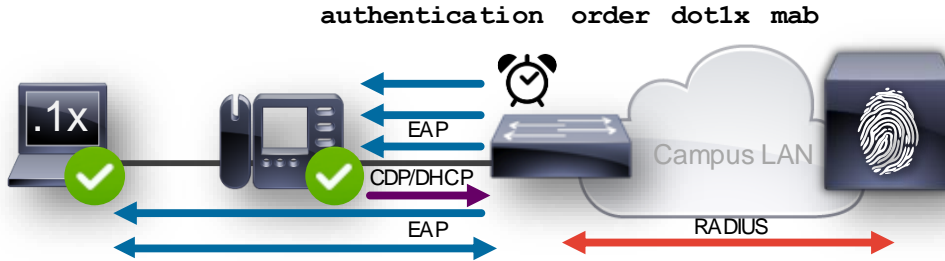 authentication order dot1x mab
.1x
EAP
Campus LAN
CDP/DHCP
EAP
RADIUS